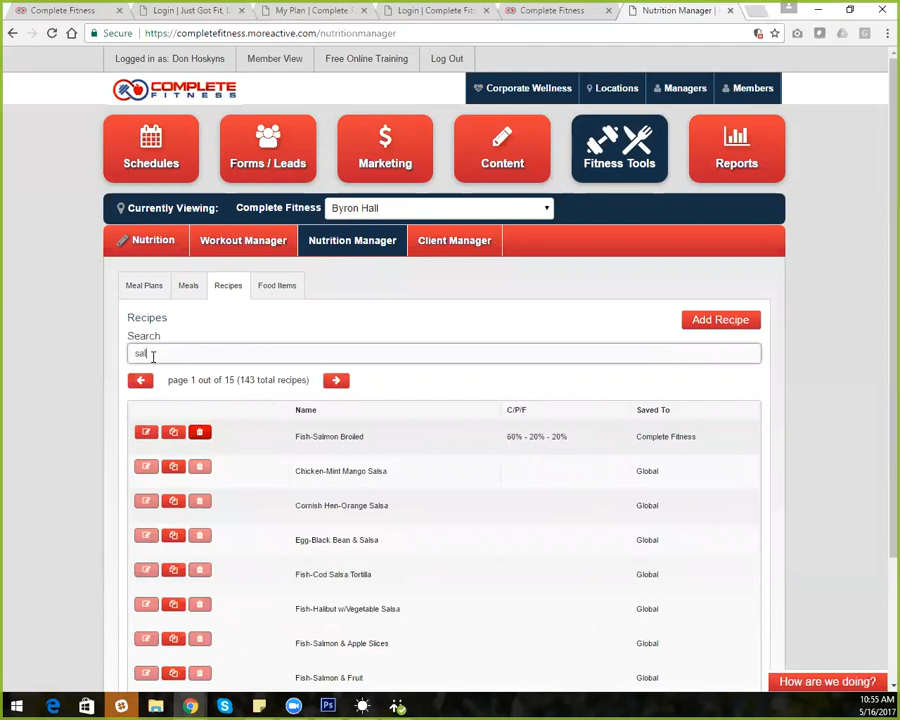 Complete Fitness
Login | Just Got Fit, L
My Plan | Complete F
Login | Complete Fitn
Complete Fitness
Nutrition Manager |
Secure
https://completefitness.moreactive.com/nutritionmanager
Logged in as: Don Hoskyns
Member View
Free Online Training
Log Out
COMPLETE
FITNESS
Corporate Wellness
Locations
Managers
Members
Schedules
Forms / Leads
Marketing
Content
Fitness Tools
Reports
Currently Viewing:
Complete Fitness
Byron Hall
Nutrition
Workout Manager
Nutrition Manager
Client Manager
Meal Plans
Meals
Recipes
Food Items
Recipes
Add Recipe
Search
sal
page 1 out of 15 (143 total recipes)
Name C/P/F Saved To
Fish-Salmon Broiled 60% - 20% - 20% Complete Fitness
Chicken-Mint Mango Salsa Global
Cornish Hen-Orange Salsa Global
Egg-Black Bean & Salsa Global
Fish-Cod Salsa Tortilla Global
Fish-Halibut w/Vegetable Salsa Global
Fish-Salmon & Apple Slices Global
Fish-Salmon & Fruit Global
How are we doing?
Ps
10:55 AM
5/16/2017